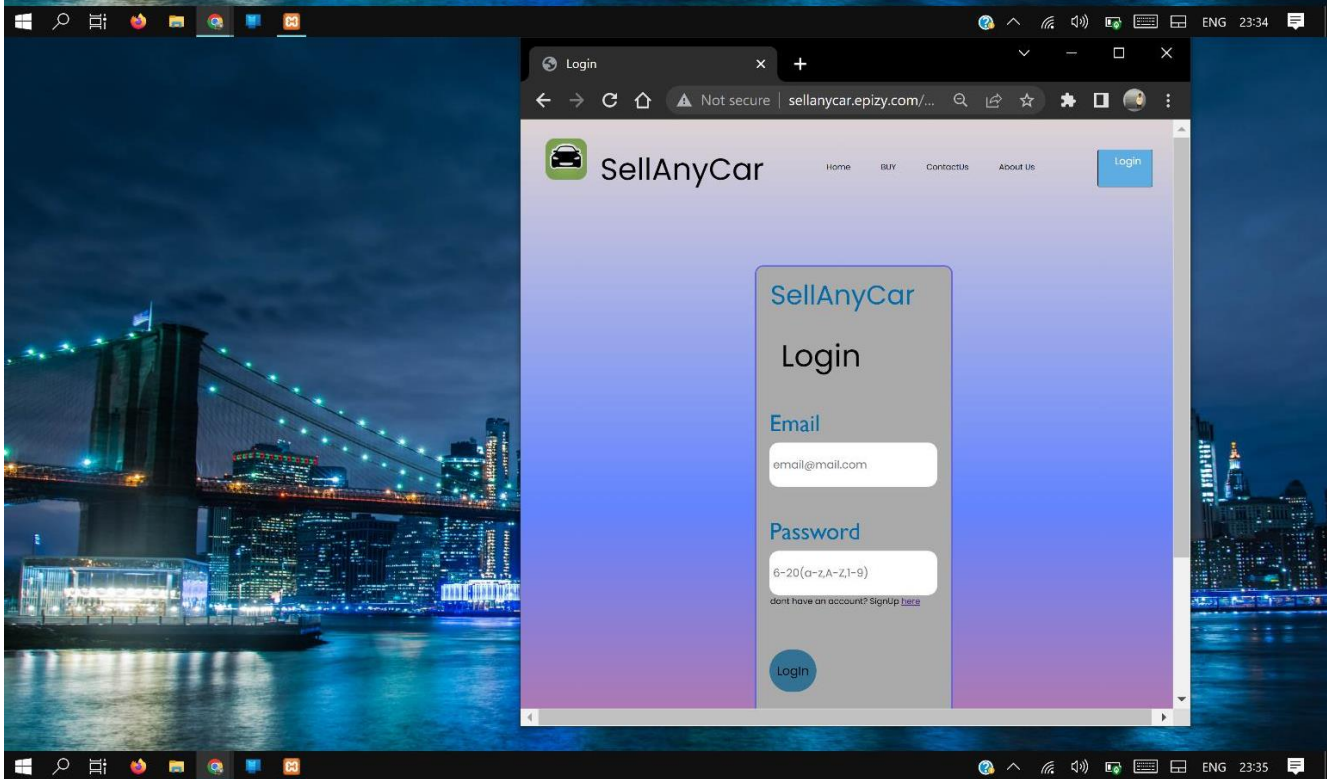 ENG 23:34
Login
Not secure | sellanycar.epizy.com/...
SellAnyCar Home BUY ContactUs About Us Login
SellAnyCar
Login
Email
email@mail.com
Password
6-20(a-z,A-Z,1-9)
dont have an account? SignUp here
LogIn
ENG 23:35